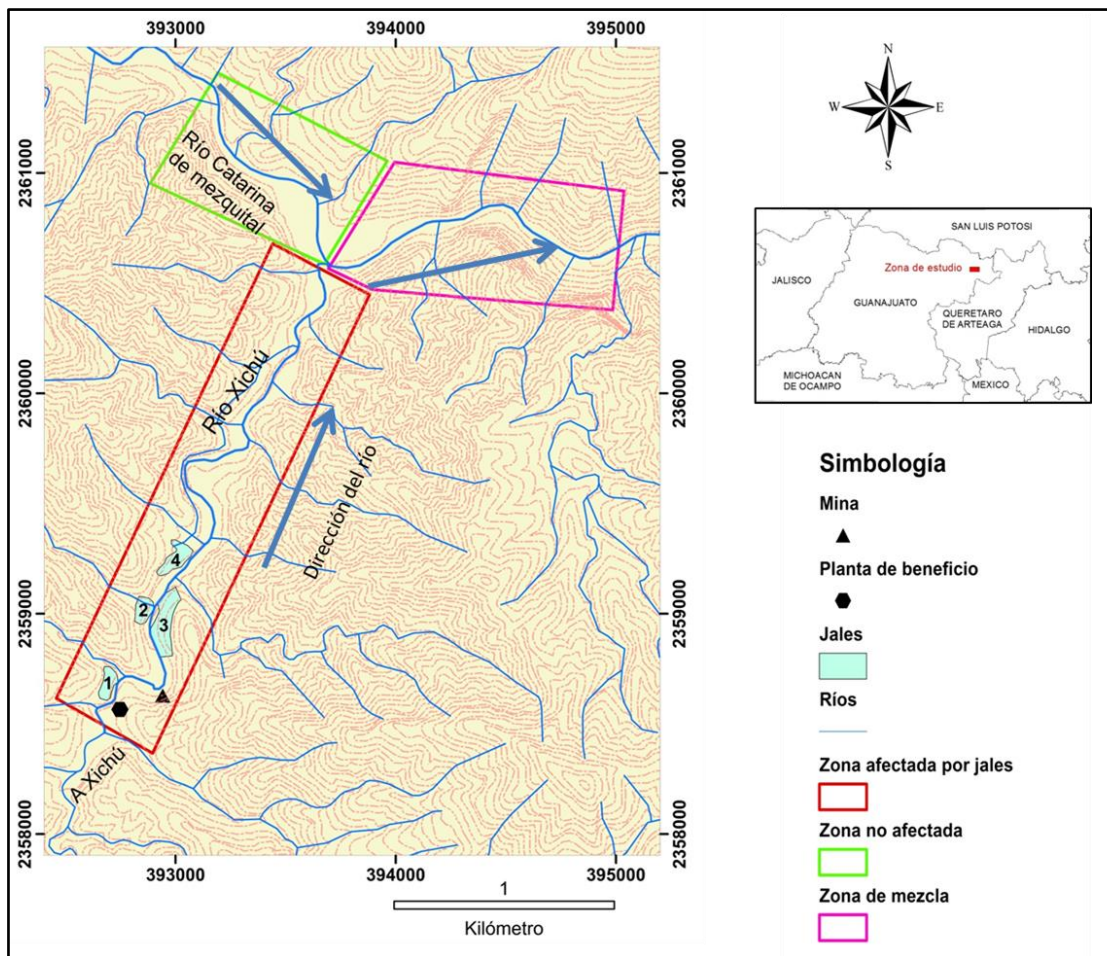 393000
394000
395000
2361000
2360000
2359000
2358000
Río Catarina
de mezquital
Río Xichú
Dirección del río
4
2
3
1
A Xichú
393000
394000
395000
2361000
2360000
2359000
2358000
1
Kilómetro
N
W
E
S
SAN LUIS POTOSI
Zona de estudio
JALISCO
GUANAJUATO
QUERETARO
DE ARTEAGA
HIDALGO
MICHOACAN
DE OCAMPO
MEXICO
Simbología
Mina
Planta de beneficio
Jales
Ríos
Zona afectada por jales
Zona no afectada
Zona de mezcla